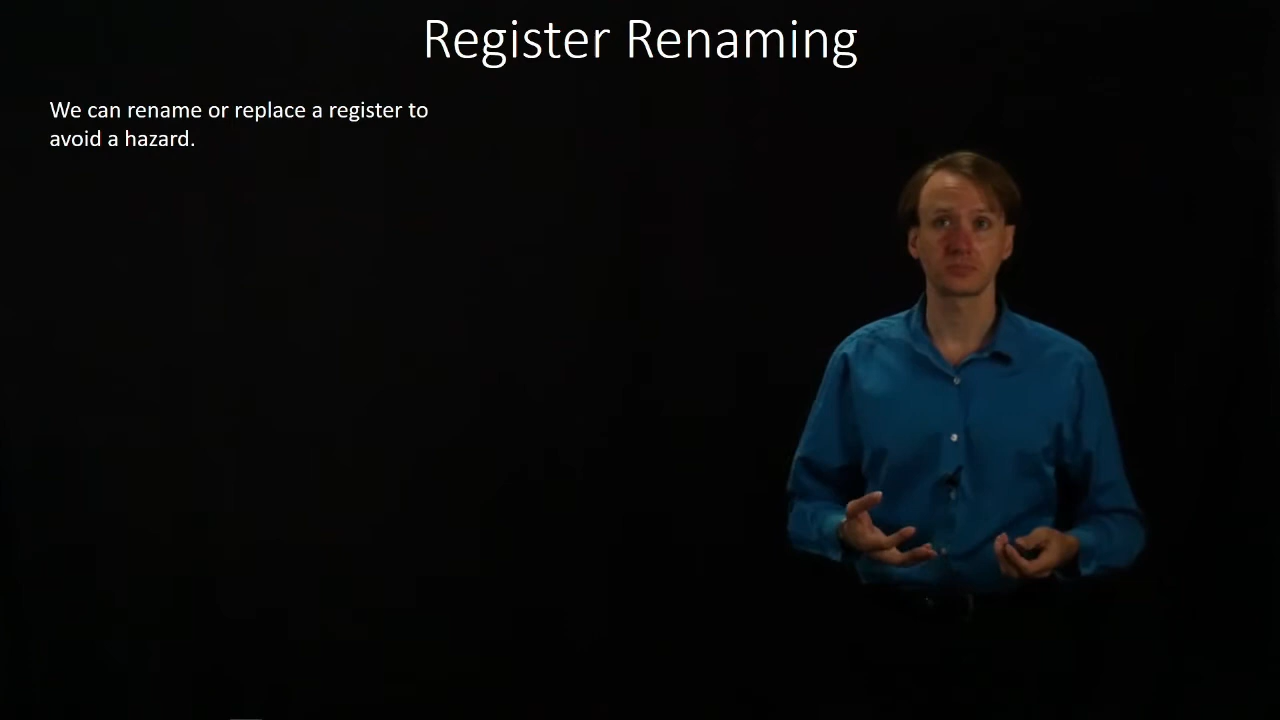 Register Renaming
We can rename or replace a register to
avoid a hazard.